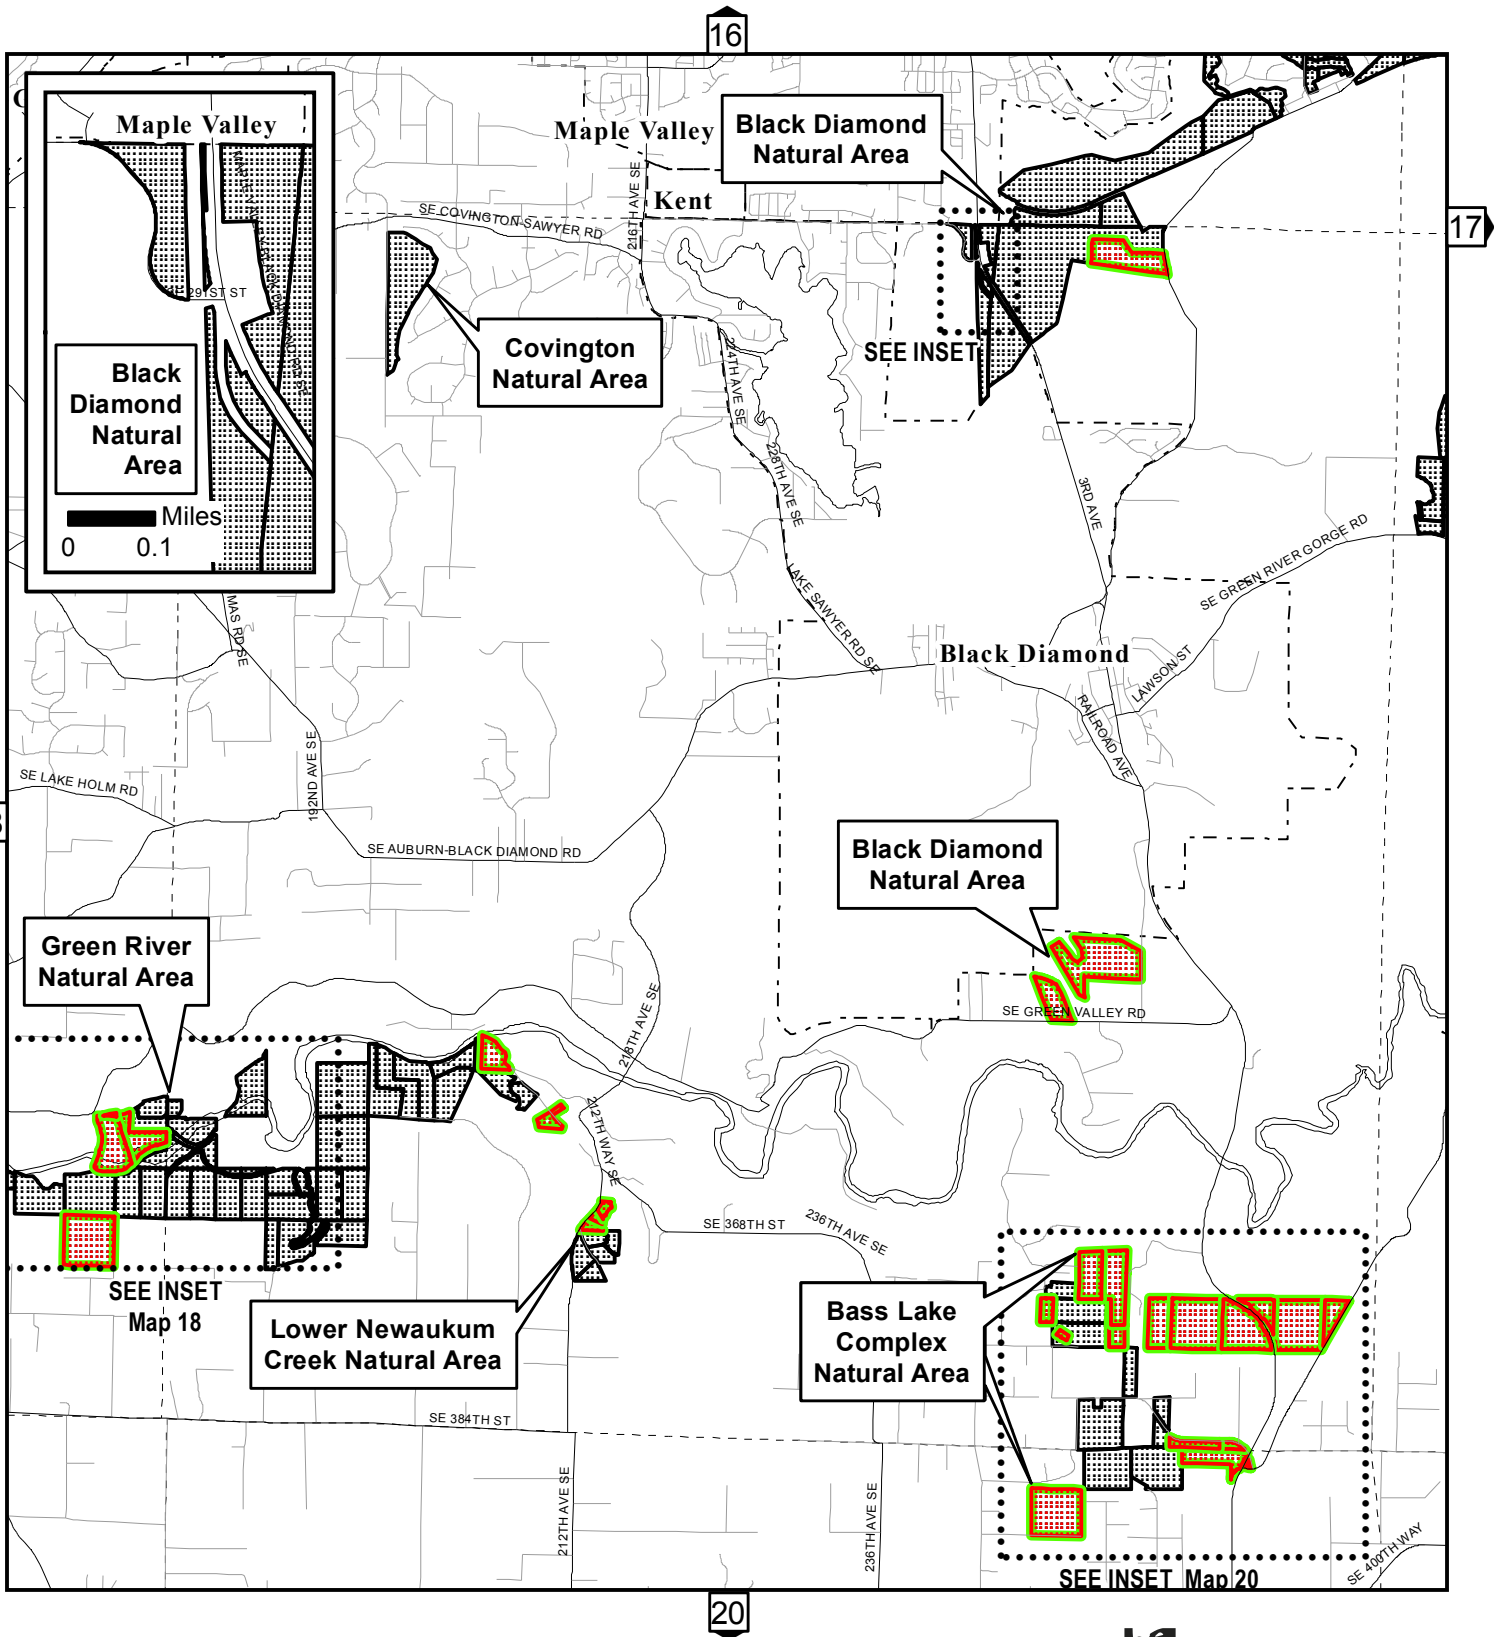 16
Maple Valley
SE 291ST ST
Black
Diamond
Natural
Area
Miles
0 0.1
Maple Valley
Kent
Black Diamond
Natural Area
17
SE COVINGTON-SAWYER RD
216TH AVE SE
Covington
Natural Area
SEE INSET
224TH AVE SE
228TH AVE SE
3RD AVE
LAKE SAWYER RD SE
SE GREEN RIVER GORGE RD
Black Diamond
LAWSON ST
RAILROAD AVE
MAS RD SE
192ND AVE SE
SE LAKE HOLM RD
SE AUBURN-BLACK DIAMOND RD
Black Diamond
Natural Area
Green River
Natural Area
218TH AVE SE
SE GREEN VALLEY RD
212TH WAY SE
SE 368TH ST
236TH AVE SE
SEE INSET
Map 18
Lower Newaukum
Creek Natural Area
Bass Lake
Complex
Natural Area
SE 384TH ST
212TH AVE SE
236TH AVE SE
SE 400TH WAY
SEE INSET Map 20
20